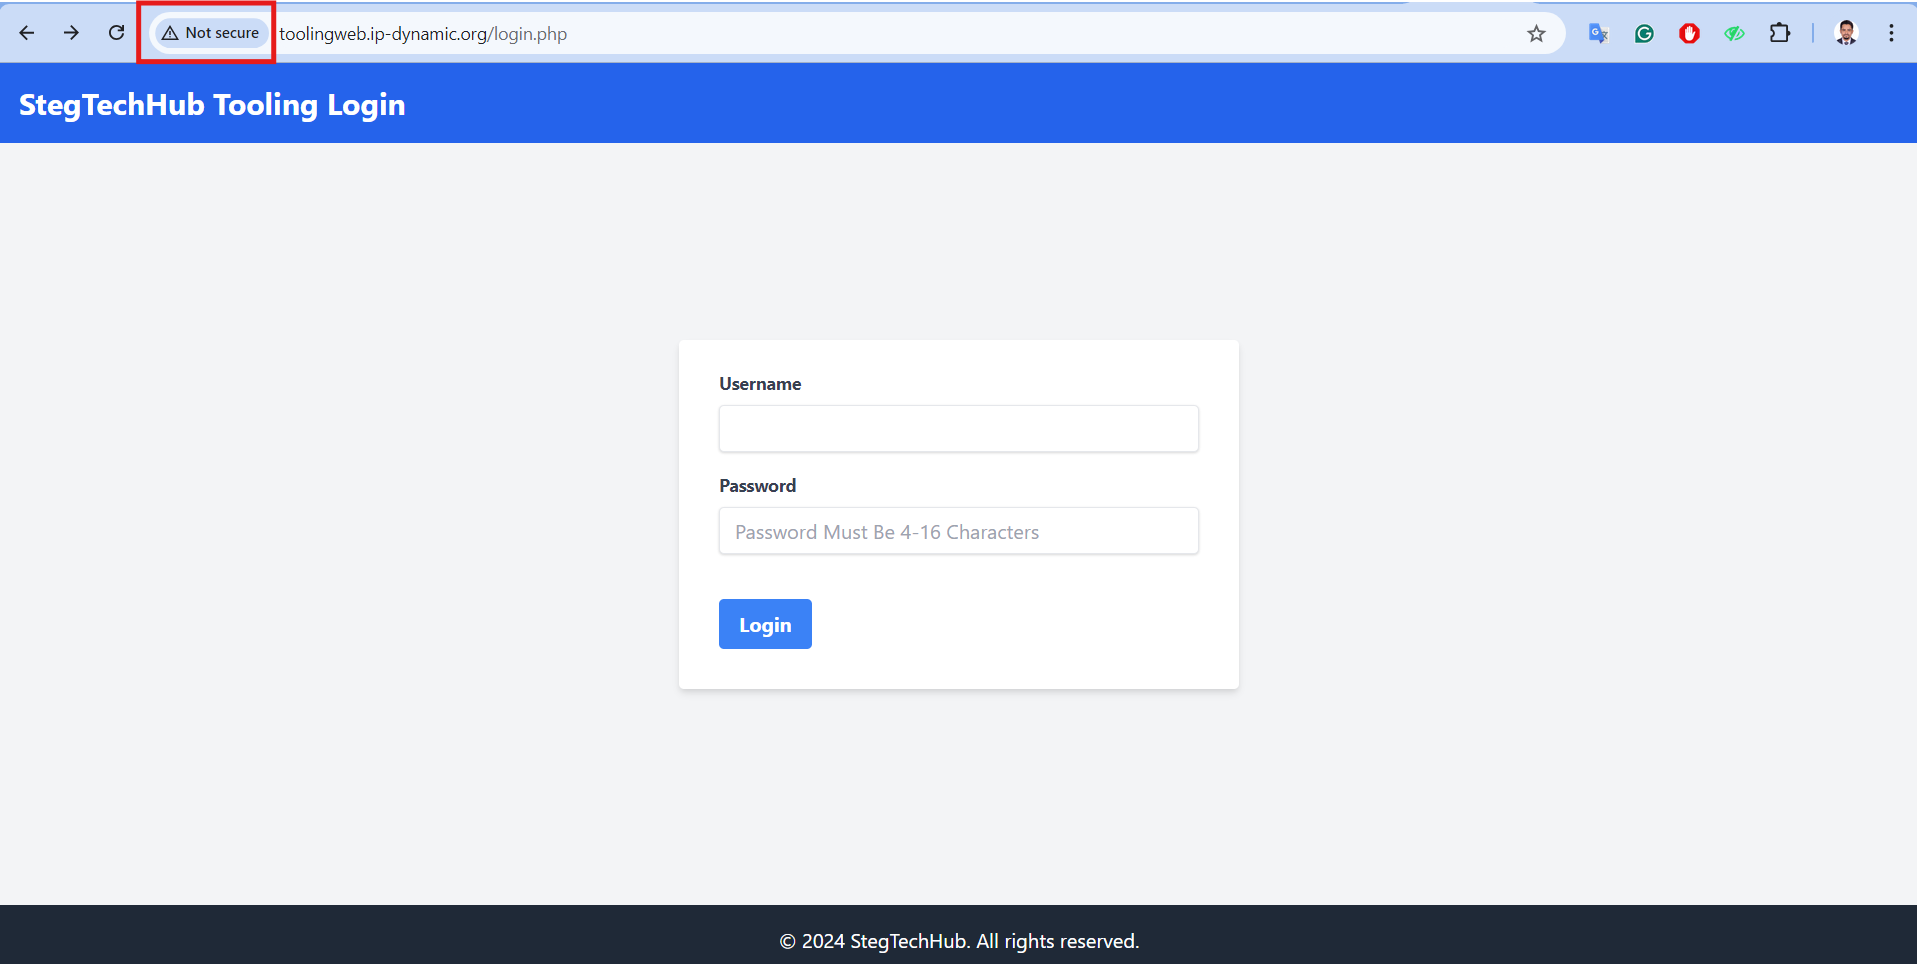 Not secure toolingweb.ip-dynamic.org/login.php
StegTechHub Tooling Login
Username
Password
Password Must Be 4-16 Characters
Login
© 2024 StegTechHub. All rights reserved.